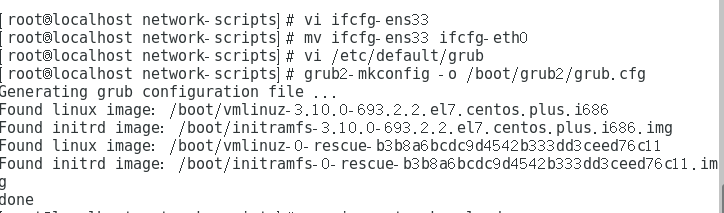 [root@localhost network-scripts]# vi ifcfg-ens33
[root@localhost network-scripts]# mv ifcfg-ens33 ifcfg-eth0
[root@localhost network-scripts]# vi /etc/default/grub
[root@localhost network-scripts]# grub2-mkconfig -o /boot/grub2/grub.cfg
Generating grub configuration file ...
Found linux image: /boot/vmlinuz-3.10.0-693.2.2.el7.centos.plus.i686
Found initrd image: /boot/initramfs-3.10.0-693.2.2.el7.centos.plus.i686.img
Found linux image: /boot/vmlinuz-0-rescue-b3b8a6bcdc9d4542b333dd3ceed76c11
Found initrd image: /boot/initramfs-0-rescue-b3b8a6bcdc9d4542b333dd3ceed76c11.im
g
done